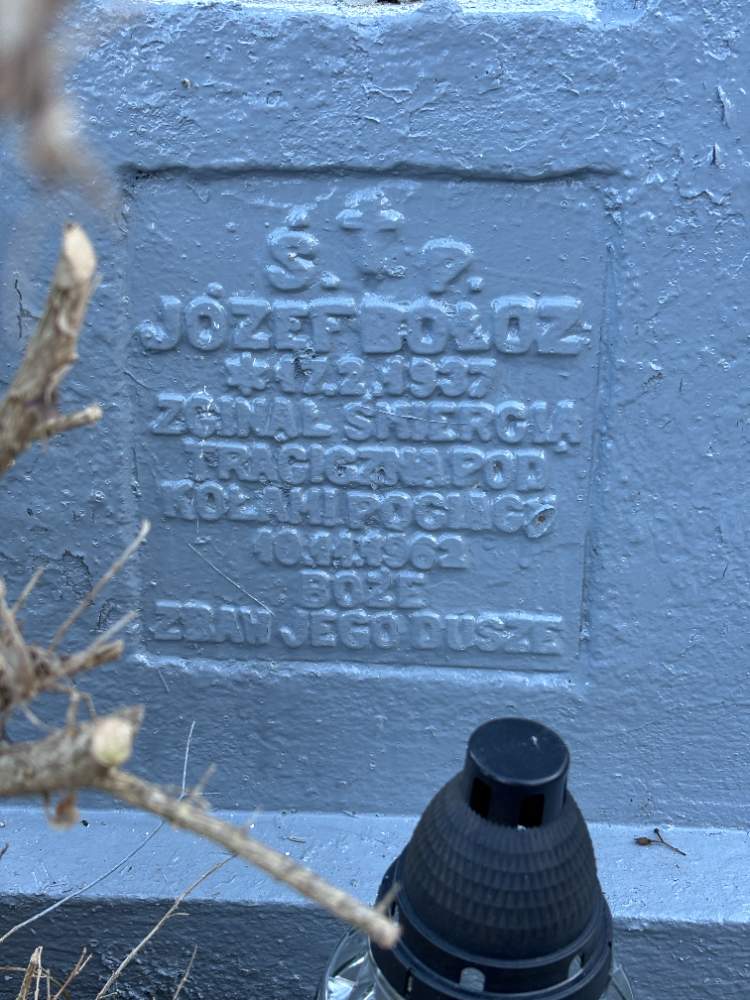 Ś. † P.
JÓZEF BOŁOZ
* 17.2.1937
ZGINĄŁ ŚMIERCIĄ
TRAGICZNĄ POD
KOŁAMI POCIĄGU
10.11.1962
BOŻE
ZBAW JEGO DUSZE